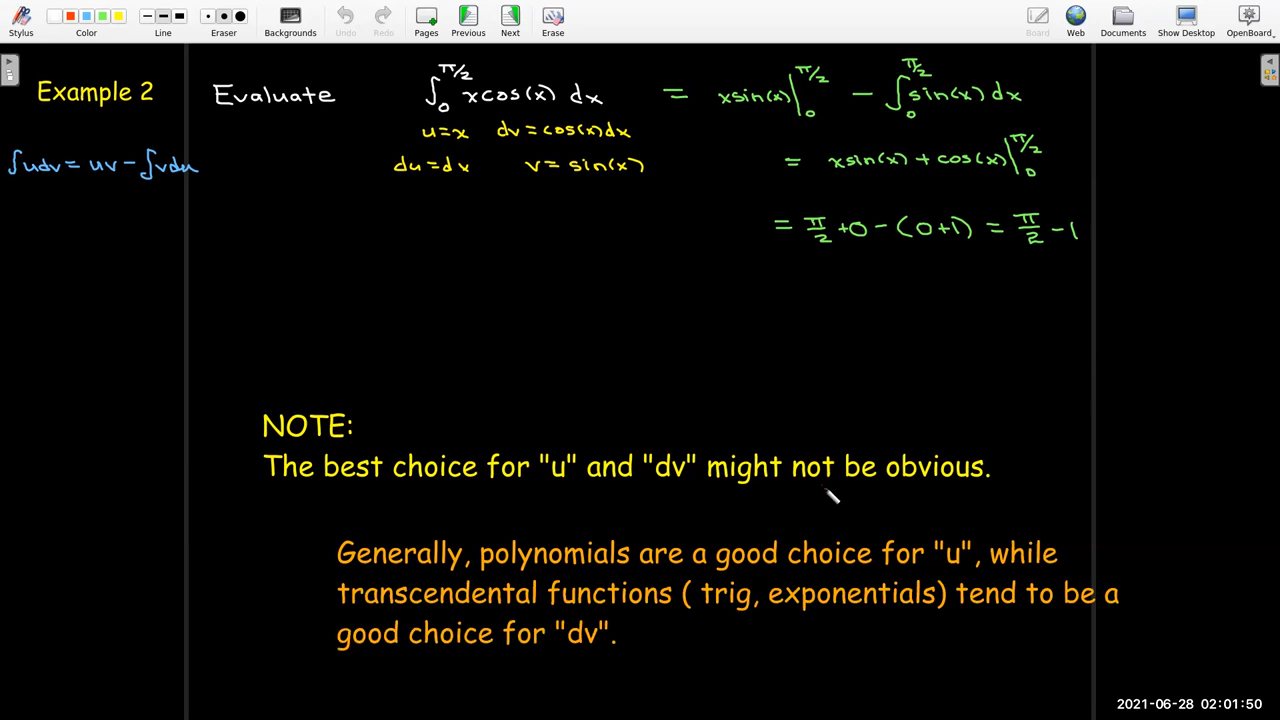 Stylus Color Line Eraser Backgrounds Undo Redo Pages Previous Next Erase Board Web Documents Show Desktop OpenBoard
Example 2 Evaluate ∫₀^π/2 xcos(x) dx = xsin(x)|₀^π/2 − ∫₀^π/2 sin(x) dx
u=x dv=cos(x)dx
∫udv = uv − ∫vdu du=dx v=sin(x) = xsin(x) + cos(x)|₀^π/2
= π/2 +0 − (0+1) = π/2 − 1
NOTE:
The best choice for "u" and "dv" might not be obvious.
Generally, polynomials are a good choice for "u", while
transcendental functions ( trig, exponentials) tend to be a
good choice for "dv".
2021-06-28 02:01:50